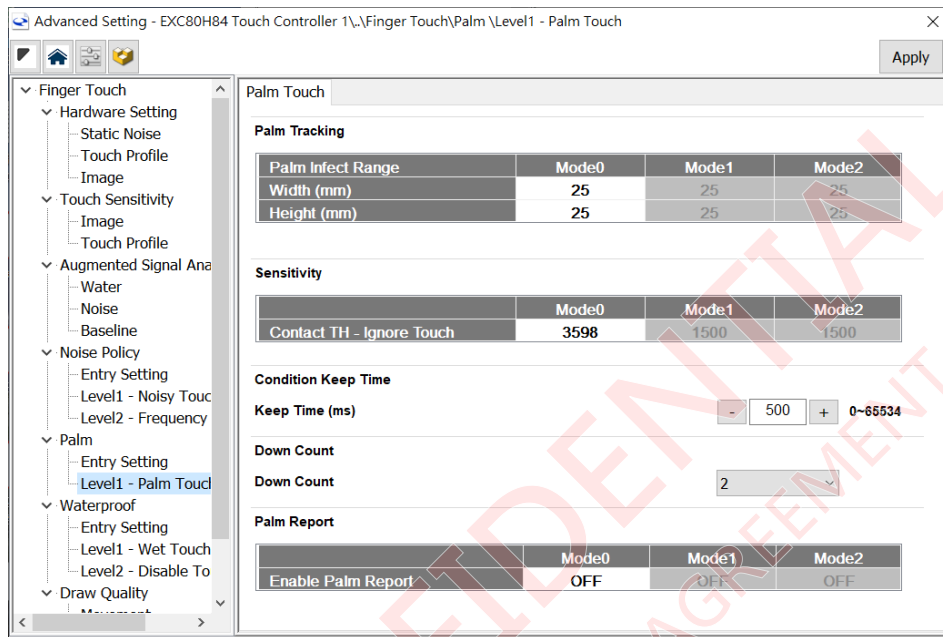 Advanced Setting - EXC80H84 Touch Controller 1\..\Finger Touch\Palm \Level1 - Palm Touch
Apply
Finger Touch
Hardware Setting
Static Noise
Touch Profile
Image
Touch Sensitivity
Image
Touch Profile
Augmented Signal Ana
Water
Noise
Baseline
Noise Policy
Entry Setting
Level1 - Noisy Touc
Level2 - Frequency
Palm
Entry Setting
Level1 - Palm Touch
Waterproof
Entry Setting
Level1 - Wet Touch
Level2 - Disable To
Draw Quality
Movement
Palm Touch
Palm Tracking
Palm Infect Range Mode0 Mode1 Mode2
Width (mm) 25 25 25
Height (mm) 25 25 25
Sensitivity
Mode0 Mode1 Mode2
Contact TH - Ignore Touch 3598 1500 1500
Condition Keep Time
Keep Time (ms) - 500 + 0~65534
Down Count
Down Count 2
Palm Report
Mode0 Mode1 Mode2
Enable Palm Report OFF OFF OFF
FIDENTIAL
AGREEMENT